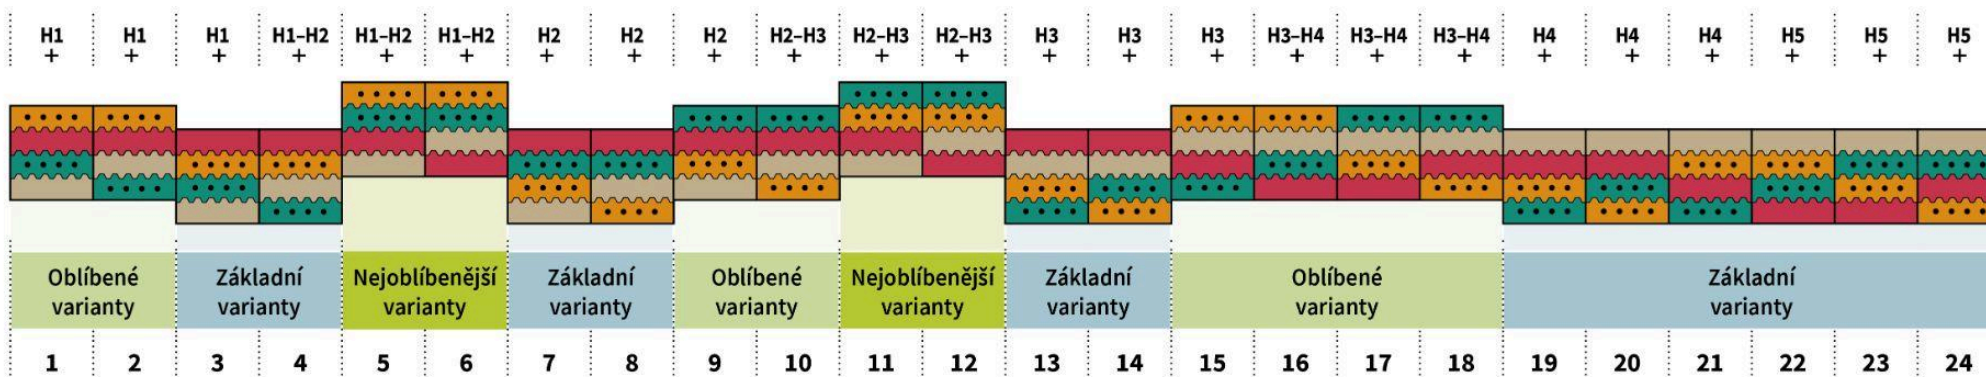 H1 H1 H1 H1–H2 H1–H2 H1–H2 H2 H2 H2 H2–H3 H2–H3 H2–H3 H3 H3 H3 H3–H4 H3–H4 H3–H4 H4 H4 H4 H5 H5 H5
+ + + + + + + + + + + + + + + + + + + + + + + +
Oblíbené Základní Nejoblíbenější Základní Oblíbené Nejoblíbenější Základní Oblíbené Základní
varianty varianty varianty varianty varianty varianty varianty varianty varianty
1 2 3 4 5 6 7 8 9 10 11 12 13 14 15 16 17 18 19 20 21 22 23 24